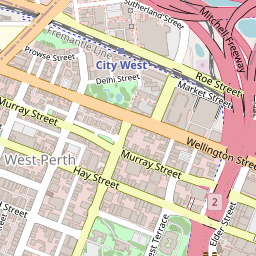 Sutherland Street
Mitchell Freeway
Fremantle Line
Prowse Street
City West
Delhi Street
Roe Street
Market Street
Murray Street
Wellington Street
West Perth
Murray Street
Hay Street
2
Elder Street
Terrace